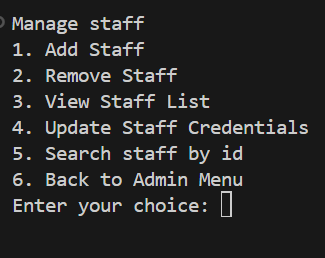 Manage staff
1. Add Staff
2. Remove Staff
3. View Staff List
4. Update Staff Credentials
5. Search staff by id
6. Back to Admin Menu
Enter your choice: